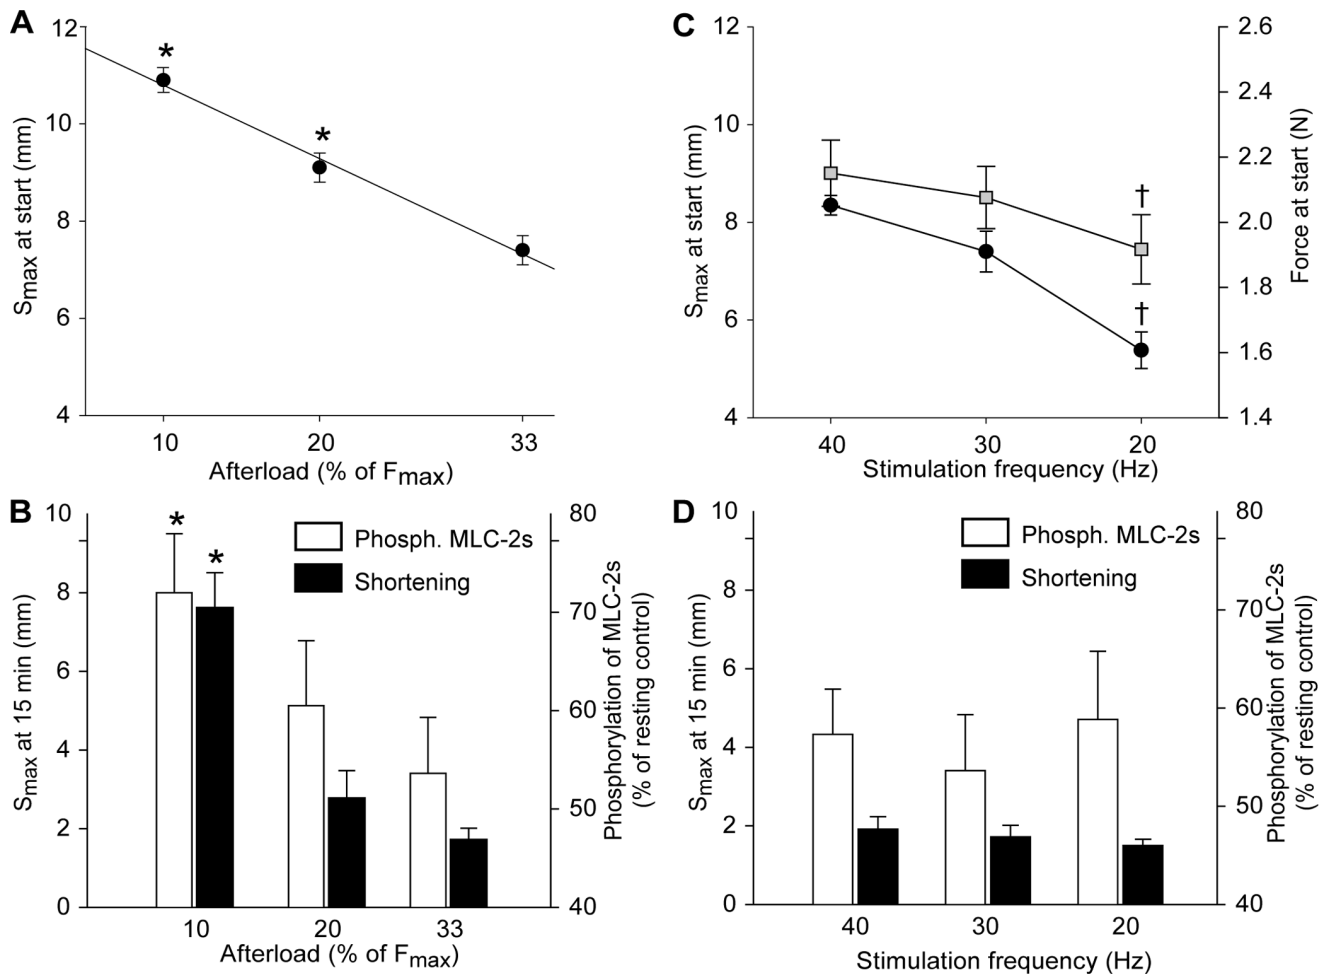 A
12
10
8
6
4
Smax at start (mm)
*
*
10
20
33
Afterload (% of Fmax)
C
12
10
8
6
4
Smax at start (mm)
2.6
2.4
2.2
2.0
1.8
1.6
1.4
Force at start (N)
†
†
40
30
20
Stimulation frequency (Hz)
B
10
8
6
4
2
0
Smax at 15 min (mm)
*
*
Phosph. MLC-2s
Shortening
80
70
60
50
40
Phosphorylation of MLC-2s
(% of resting control)
10
20
33
Afterload (% of Fmax)
D
10
8
6
4
2
0
Smax at 15 min (mm)
Phosph. MLC-2s
Shortening
80
70
60
50
40
Phosphorylation of MLC-2s
(% of resting control)
40
30
20
Stimulation frequency (Hz)